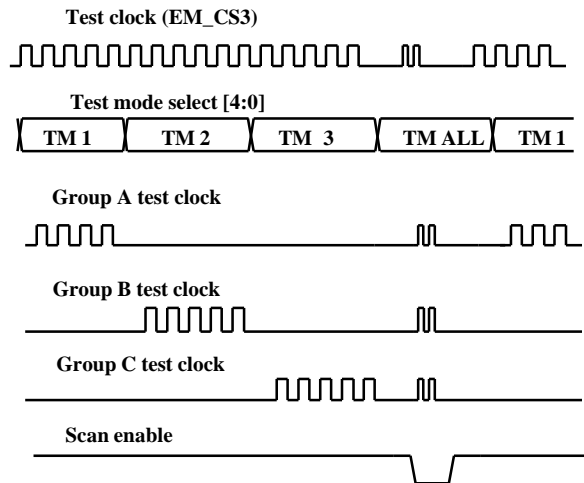 Test clock (EM_CS3)
Test mode select [4:0]
TM 1 TM 2 TM 3 TM ALL TM 1
Group A test clock
Group B test clock
Group C test clock
Scan enable